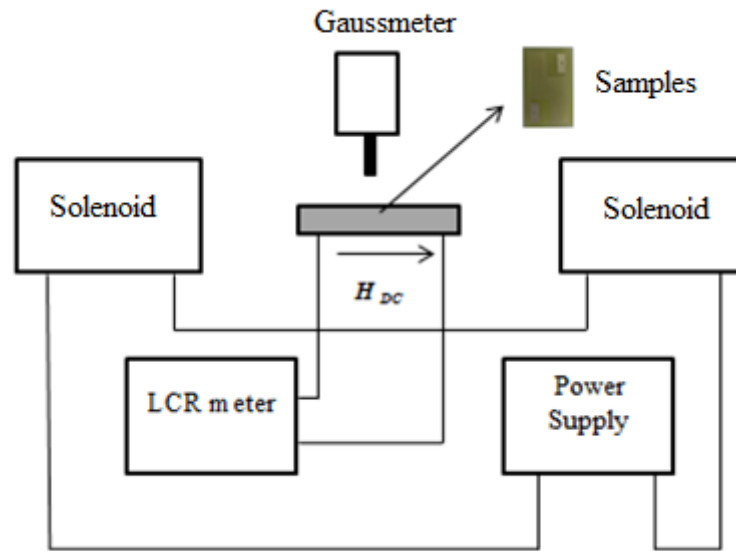 Gaussmeter
Samples
Solenoid
Solenoid
H DC
LCR meter
Power
Supply